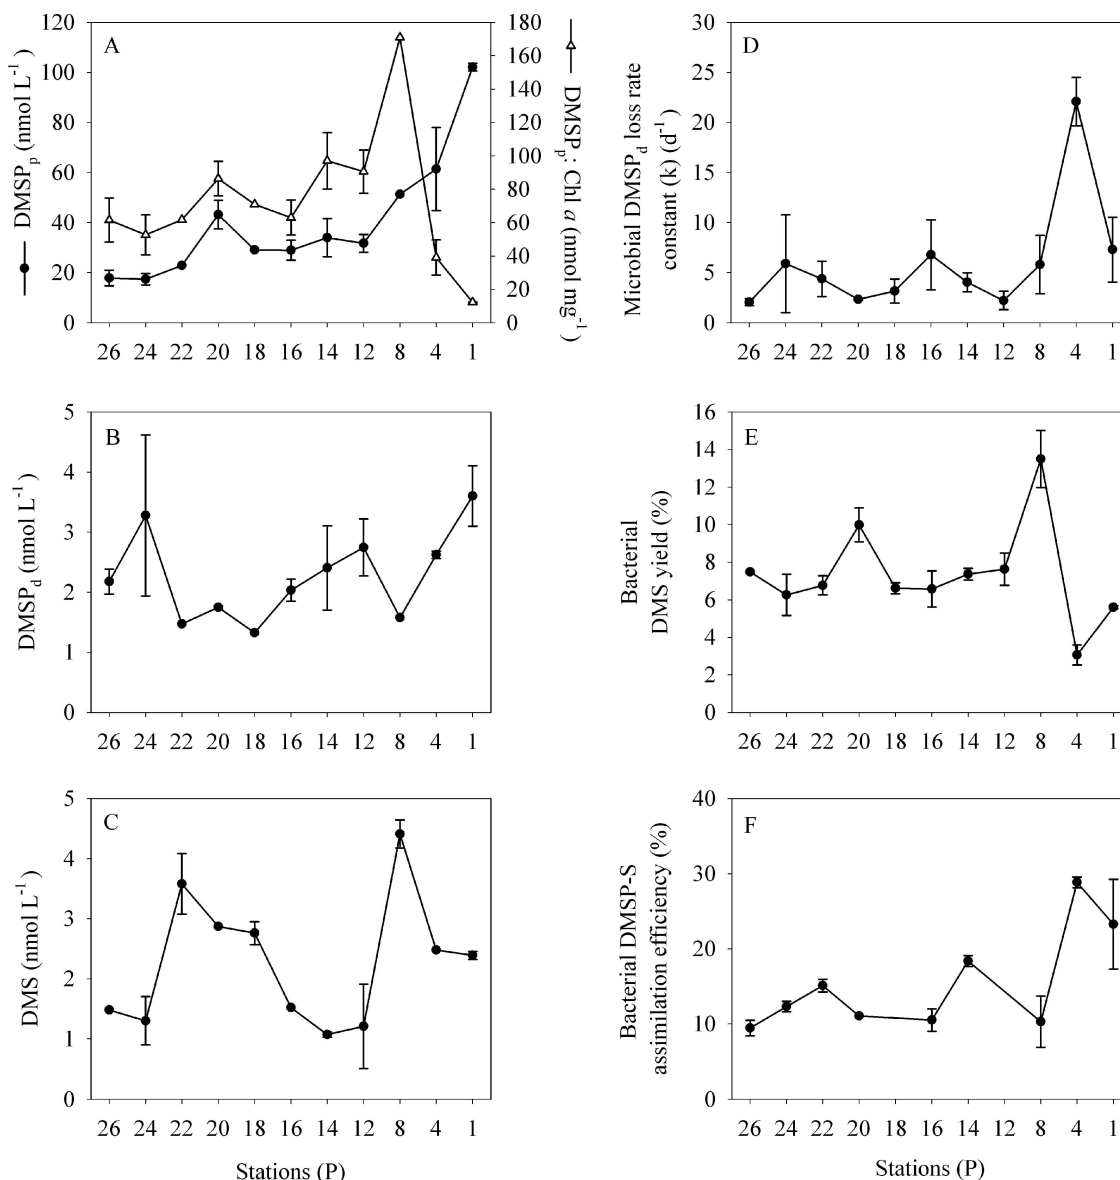 A
120
100
80
60
40
20
0
DMSPp (nmol L-1)
180
160
140
120
100
80
60
40
20
0
DMSPp: Chl a (nmol mg-1)
26 24 22 20 18 16 14 12 8 4 1
B
5
4
3
2
1
0
DMSPd (nmol L-1)
26 24 22 20 18 16 14 12 8 4 1
C
5
4
3
2
1
0
DMS (nmol L-1)
26 24 22 20 18 16 14 12 8 4 1
Stations (P)
D
30
25
20
15
10
5
0
Microbial DMSPd loss rate
constant (k) (d-1)
26 24 22 20 18 16 14 12 8 4 1
E
16
14
12
10
8
6
4
2
0
Bacterial
DMS yield (%)
26 24 22 20 18 16 14 12 8 4 1
F
40
30
20
10
0
Bacterial DMSP-S
assimilation efficiency (%)
26 24 22 20 18 16 14 12 8 4 1
Stations (P)